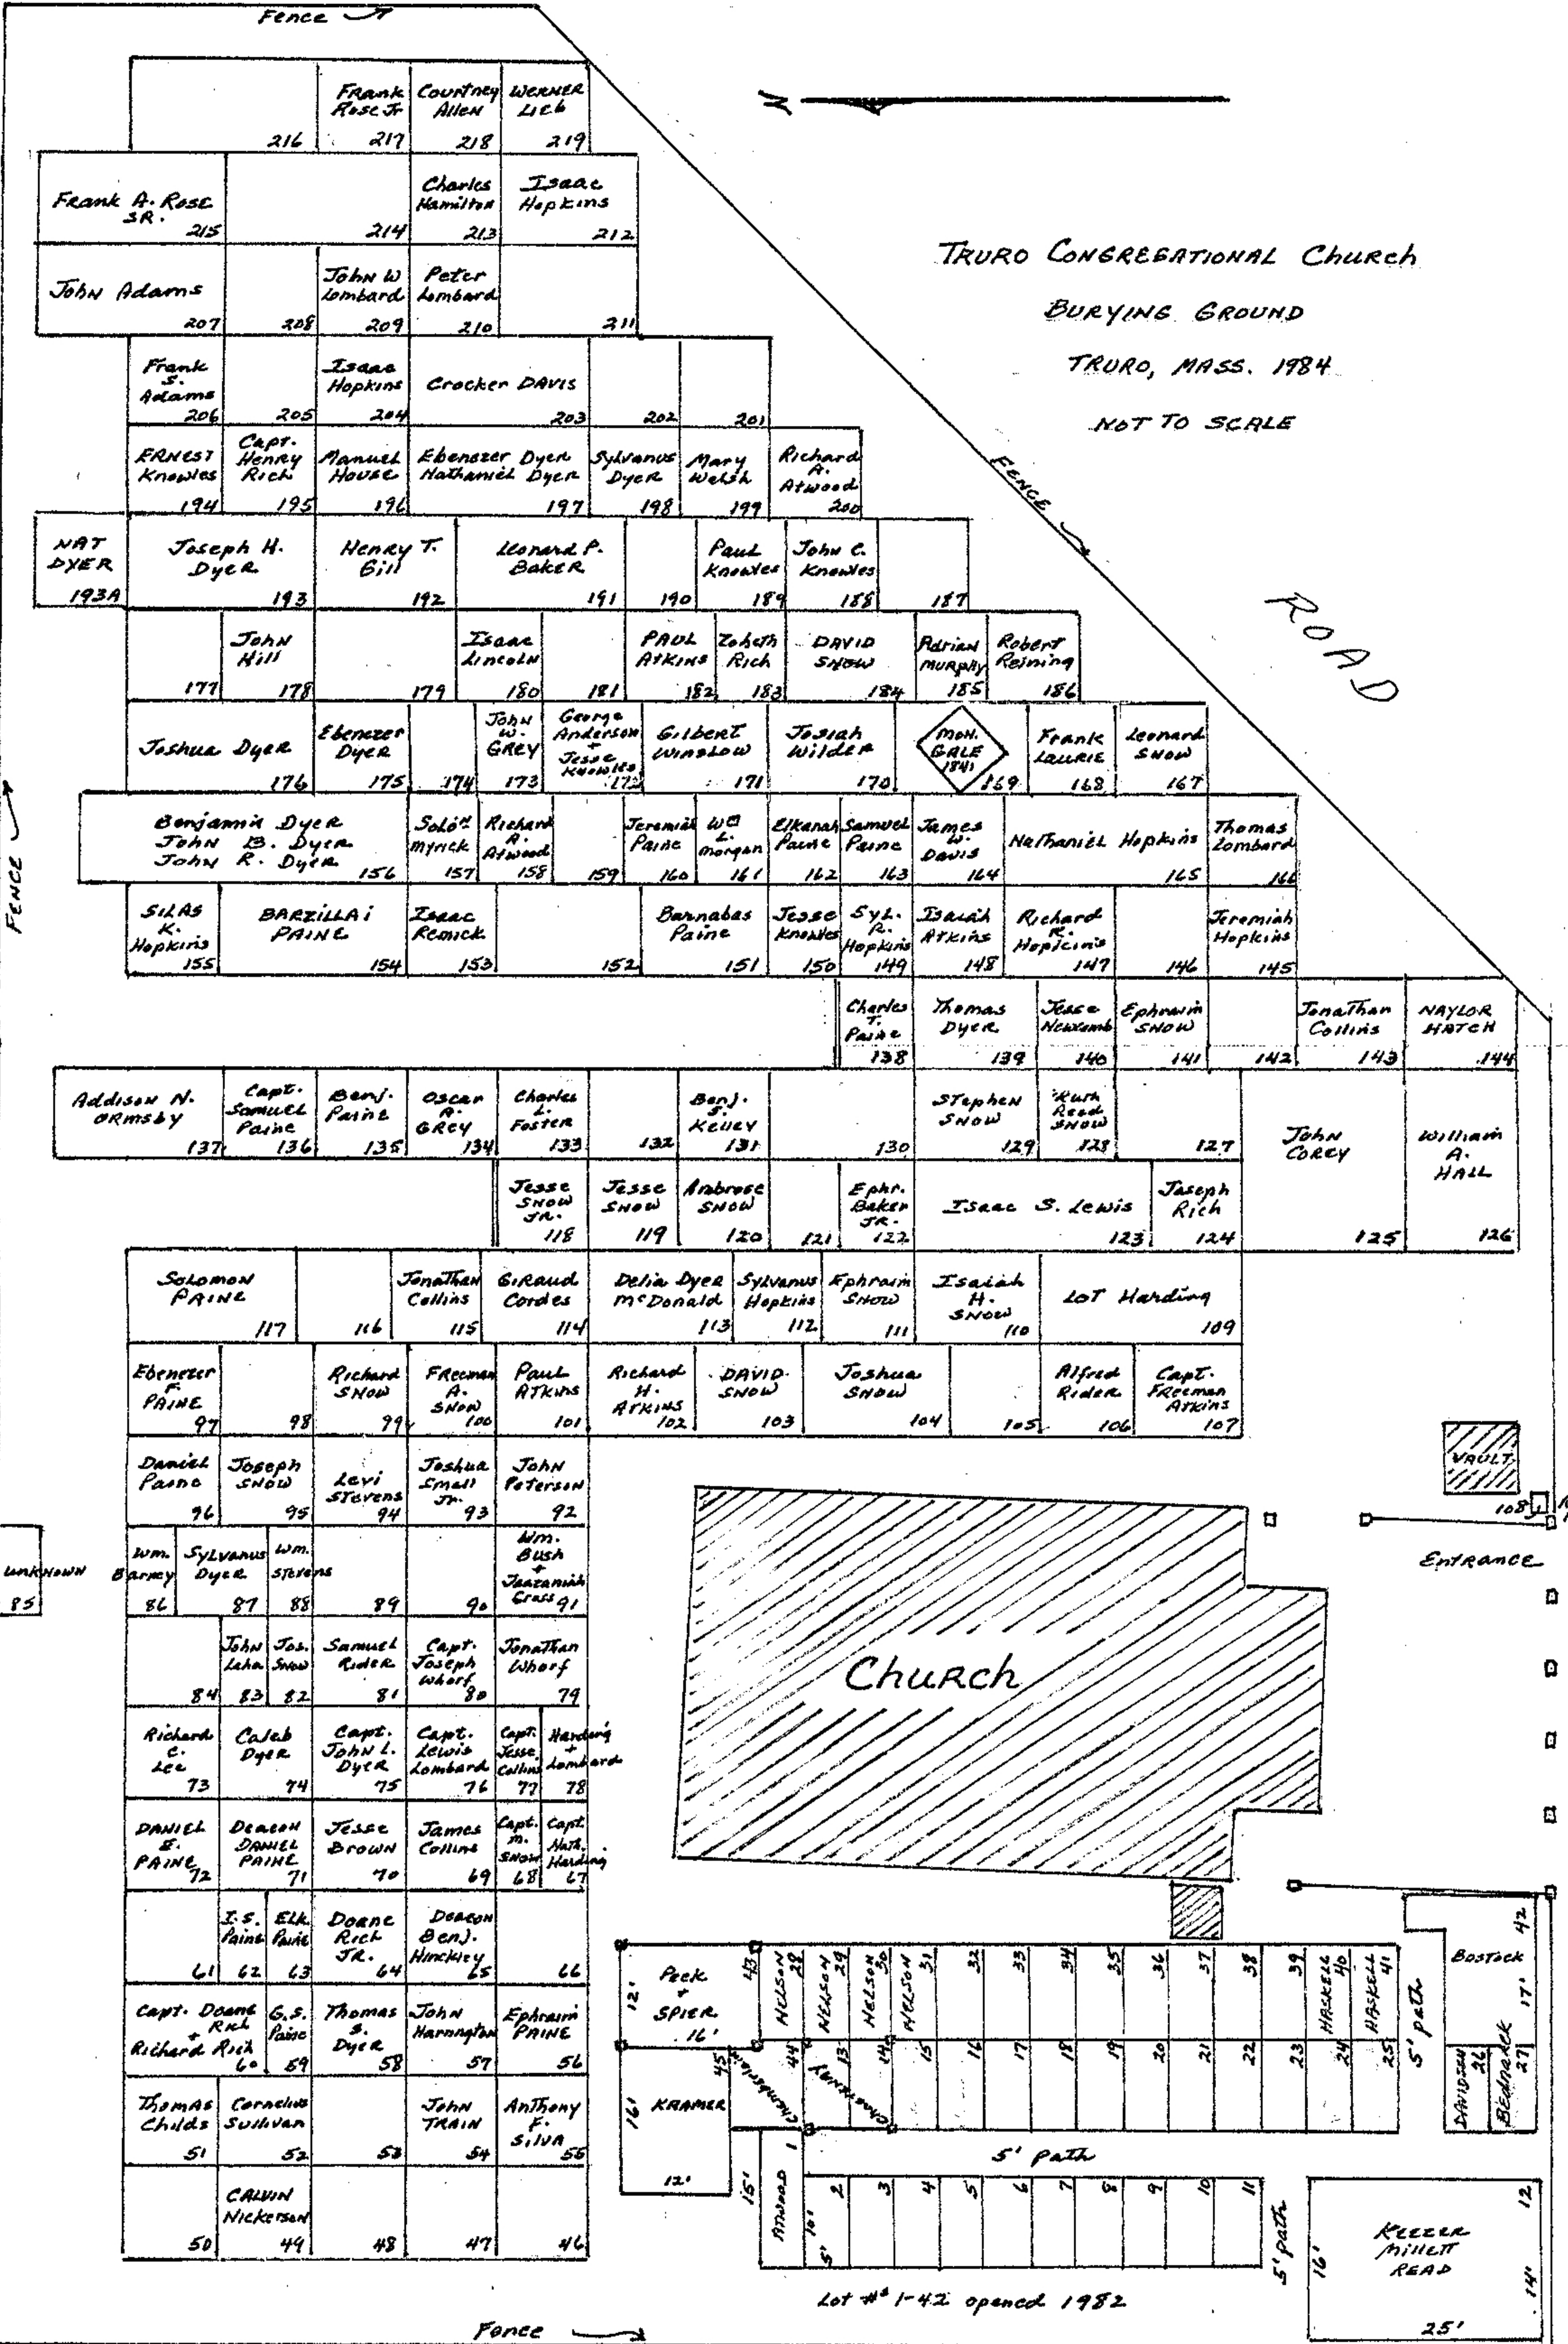 Fence
Frank Rose Jr 217
Courtney Allen 218
WERNER Lieb 219
216
N
TRURO CONGREGATIONAL Church
BURYING GROUND
TRURO, MASS. 1984
NOT TO SCALE
Frank A. Rose SR. 215
214
Charles Hamilton 213
Isaac Hopkins 212
John Adams 207
208
John W Lombard 209
Peter Lombard 210
211
Frank S. Adams 206
205
Isaac Hopkins 204
Crocker DAVIS 203
202
201
ERNEST Knowles 194
Capt. Henry Rich 195
Manuel House 196
Ebenezer Dyer
Nathaniel Dyer 197
Sylvanus Dyer 198
Mary Welsh 199
Richard A. Atwood 200
FENCE
ROAD
NAT DYER 193A
Joseph H. Dyer 193
Henry T. Gill 192
Leonard P. Baker 191
190
Paul Knowles 189
John C. Knowles 188
187
177
John Hill 178
179
Isaac Lincoln 180
181
PAUL ATKINS 182
Zoheth Rich 183
DAVID SNOW 184
Adrian MURPHY 185
Robert Reining 186
Joshua Dyer 176
Ebenezer Dyer 175
174
John W. GREY 173
George Anderson + Jesse Knowles 172
Gilbert WINSLOW 171
Josiah Wilder 170
MON. GALE 1841 169
Frank LAURIE 168
Leonard SNOW 167
FENCE
Benjamin Dyer
John B. Dyer
John R. Dyer 156
Solon Myrick 157
Richard A. Atwood 158
159
Jeremiah Paine 160
Wm L. Morgan 161
Elkanah Paine 162
Samuel Paine 163
James W. DAVIS 164
Nathaniel Hopkins 165
Thomas Lombard 166
SILAS K. Hopkins 155
BARZILLAI PAINE 154
Isaac Remick 153
152
Barnabas Paine 151
Jesse Knowles 150
SYL. R. Hopkins 149
Isaiah ATKINS 148
Richard R. Hopkins 147
146
Jeremiah Hopkins 145
Charles T. Paine 138
Thomas DYER 139
Jesse Newcomb 140
Ephraim SNOW 141
142
Jonathan Collins 143
NAYLOR HATCH 144
Addison N. ORMSBY 137
Capt. Samuel Paine 136
Benj. Paine 135
OSCAR A. GREY 134
Charles L. Foster 133
132
Benj. S. Kelley 131
130
STEPHEN SNOW 129
Ruth Read SNOW 128
127
John COREY 125
William A. HALL 126
Jesse SNOW JR. 118
Jesse SNOW 119
Ambrose SNOW 120
121
Ephr. Baker JR. 122
Isaac S. Lewis 123
Joseph Rich 124
SOLOMON PAINE 117
116
Jonathan Collins 115
GIRAUD Cordes 114
Delia Dyer McDonald 113
Sylvanus Hopkins 112
Ephraim SNOW 111
Isaiah H. SNOW 110
LOT Harding 109
Ebenezer F. PAINE 97
98
Richard SNOW 99
FREEMAN A. SNOW 100
PAUL ATKINS 101
Richard H. ATKINS 102
DAVID SNOW 103
Joshua SNOW 104
105
Alfred Rider 106
Capt. FREEMAN ATKINS 107
Daniel Paine 96
Joseph SNOW 95
Levi STEVENS 94
Joshua Small Jr. 93
John PETERSON 92
VAULT
108
ENTRANCE
UNKNOWN 85
Wm. Barney 86
SYLVANUS Dyer 87
Wm. STEVENS 88
89
90
Wm. Bush + Jaazaniah Gross 91
84
John Laha 83
Jos. Snow 82
Samuel RIDER 81
Capt. Joseph Wharf 80
Jonathan Wharf 79
Church
Richard C. Lee 73
Caleb Dyer 74
Capt. John L. Dyer 75
Capt. Lewis Lombard 76
Capt. Jesse Collins 77
Harding + Lombard 78
DANIEL E. PAINE 72
Deacon DANIEL PAINE 71
Jesse BROWN 70
James Collins 69
Capt. M. SNOW 68
Capt. Nath. Harding 67
61
I.S. Paine 62
Elk. Paine 63
Doane Rich JR. 64
DEACON Benj. Hinckley 65
66
Capt. Doane Rich + Richard Rich 60
G.S. Paine 59
Thomas S. Dyer 58
John Harrington 57
Ephraim PAINE 56
Thomas Childs 51
Cornelius Sullivan 52
53
John TRAIN 54
Anthony F. SILVA 55
50
CALVIN Nickerson 49
48
47
46
12' Peck + SPIER 16' 43
NELSON 28
NELSON 29
NELSON 30
NELSON 31
32
33
34
35
36
37
38
39
HASKELL 40
HASKELL 41
5' path
BOSTOCK 42
17'
16' KRAMER 45
12'
Chamberlain 44
13
14
15
16
17
18
19
20
21
22
23
24
25
DAVIDSON 26
BEDNARCK 27
5' path
15'
ATWOOD 1
10'
5'
2
3
4
5
6
7
8
9
10
11
5' path
16'
KEEZER MILLETT READ
12
14'
25'
Lot #s 1-42 opened 1982
Fence